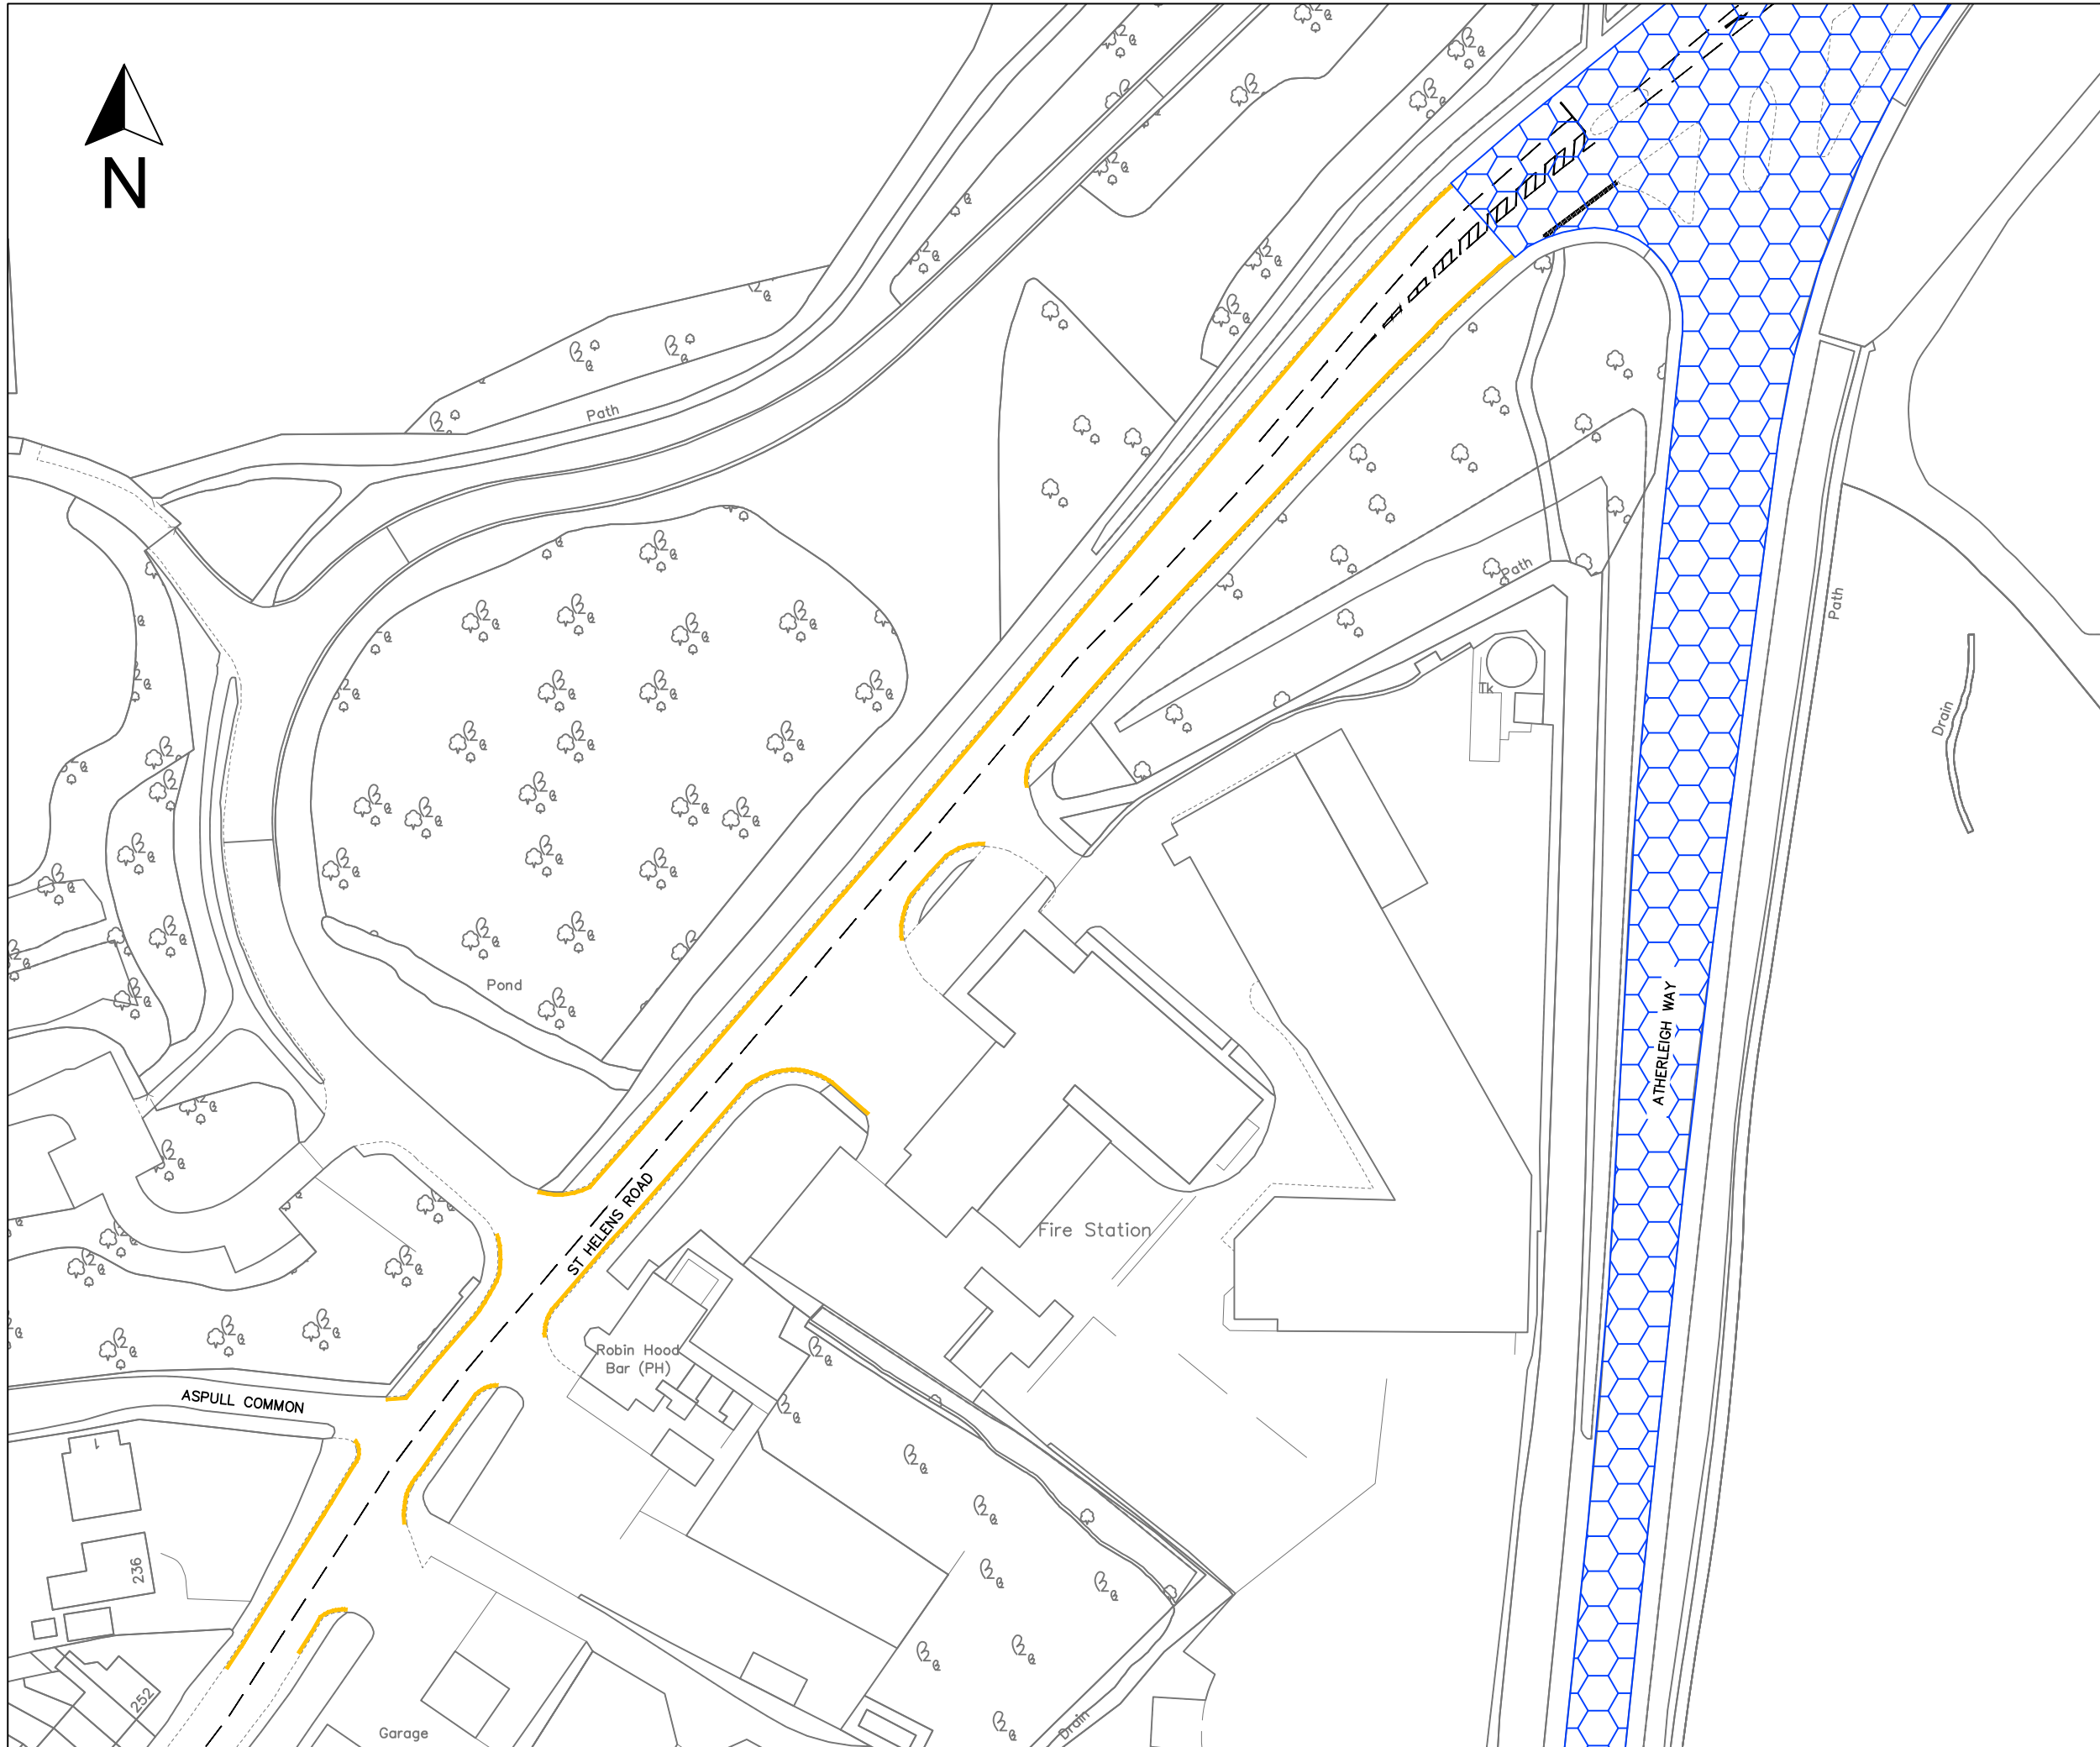 N
Path
Path
Path
Tk
Drain
Pond
ATHERLEIGH WAY
ST HELENS ROAD
Fire Station
Robin Hood
Bar (PH)
ASPULL COMMON
1
236
252
Garage
Drain